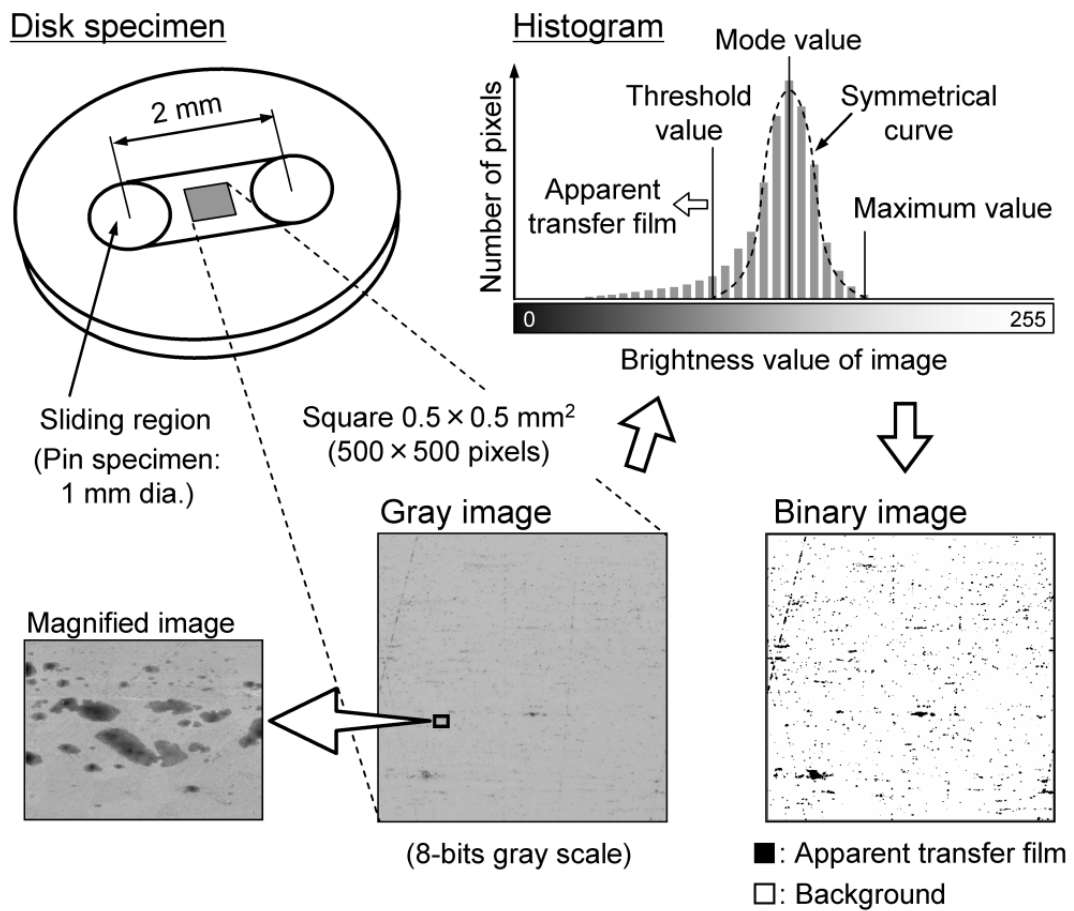 Disk specimen
2 mm
Sliding region
(Pin specimen:
1 mm dia.)
Square 0.5 × 0.5 mm²
(500 × 500 pixels)
Histogram
Mode value
Number of pixels
Threshold
value
Symmetrical
curve
Apparent
transfer film
Maximum value
0
255
Brightness value of image
Gray image
(8-bits gray scale)
Magnified image
Binary image
■: Apparent transfer film
□: Background